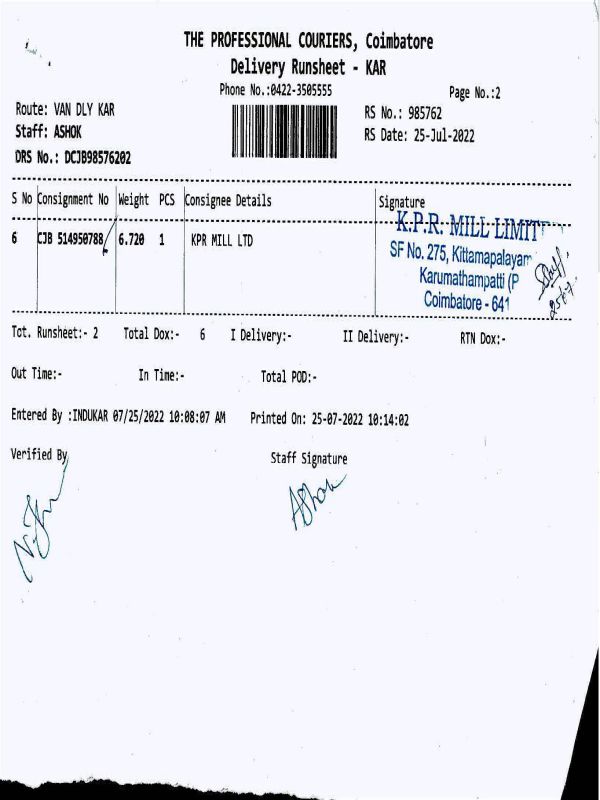 THE PROFESSIONAL COURIERS, Coimbatore
Delivery Runsheet - KAR
Phone No.:0422-3505555
Page No.:2
Route: VAN DLY KAR
RS No.: 985762
Staff: ASHOK
RS Date: 25-Jul-2022
DRS No.: DCJB98576202
S No Consignment No Weight PCS Consignee Details Signature
6 CJB 514950788 6.720 1 KPR MILL LTD
K.P.R. MILL LIMIT
SF No. 275, Kittamapalayam
Karumathampatti (P
Coimbatore - 641
25/7
Tot. Runsheet:- 2 Total Dox:- 6 I Delivery:- II Delivery:- RTN Dox:-
Out Time:- In Time:- Total POD:-
Entered By :INDUKAR 07/25/2022 10:08:07 AM Printed On: 25-07-2022 10:14:02
Verified By Staff Signature
Ashok